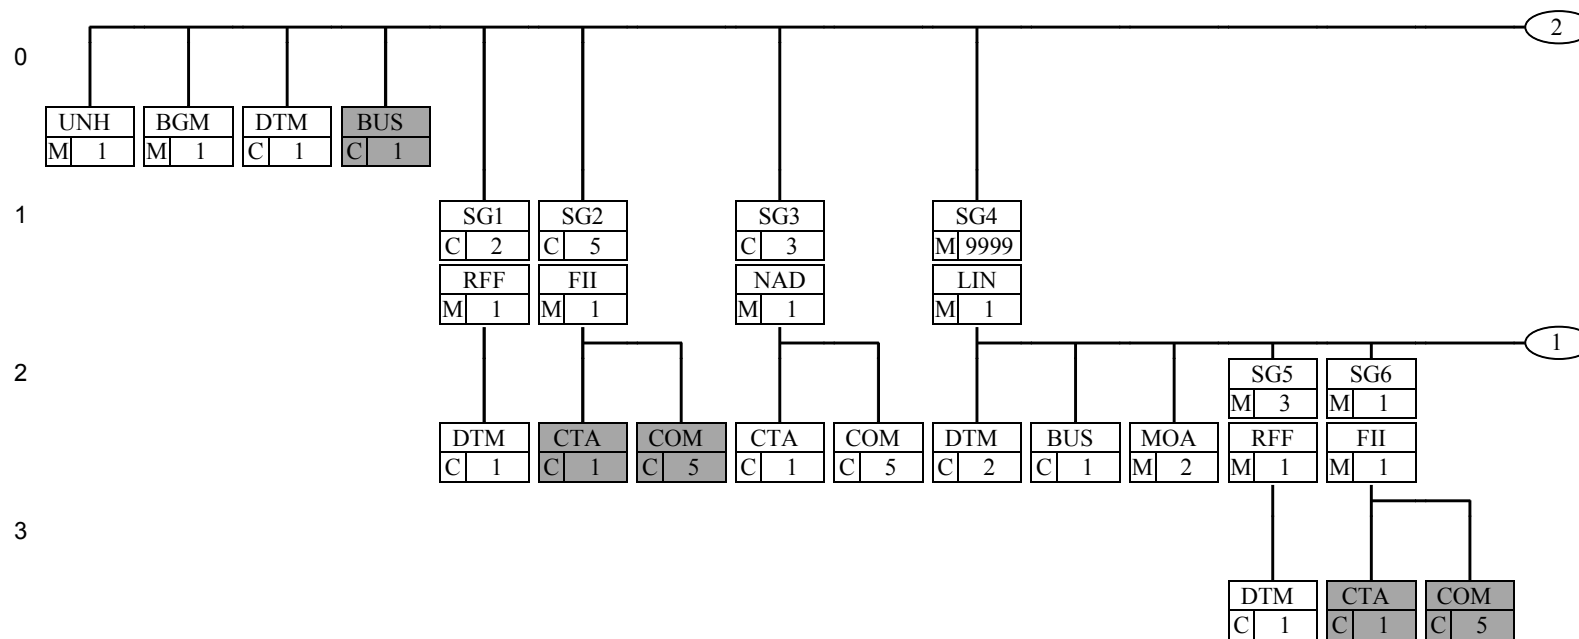 2
0
UNH BGM DTM BUS
M 1 M 1 C 1 C 1
1
SG1 SG2 SG3 SG4
C 2 C 5 C 3 M 9999
RFF FII NAD LIN
M 1 M 1 M 1 M 1
1
2
SG5 SG6
M 3 M 1
DTM CTA COM CTA COM DTM BUS MOA RFF FII
C 1 C 1 C 5 C 1 C 5 C 2 C 1 M 2 M 1 M 1
3
DTM CTA COM
C 1 C 1 C 5